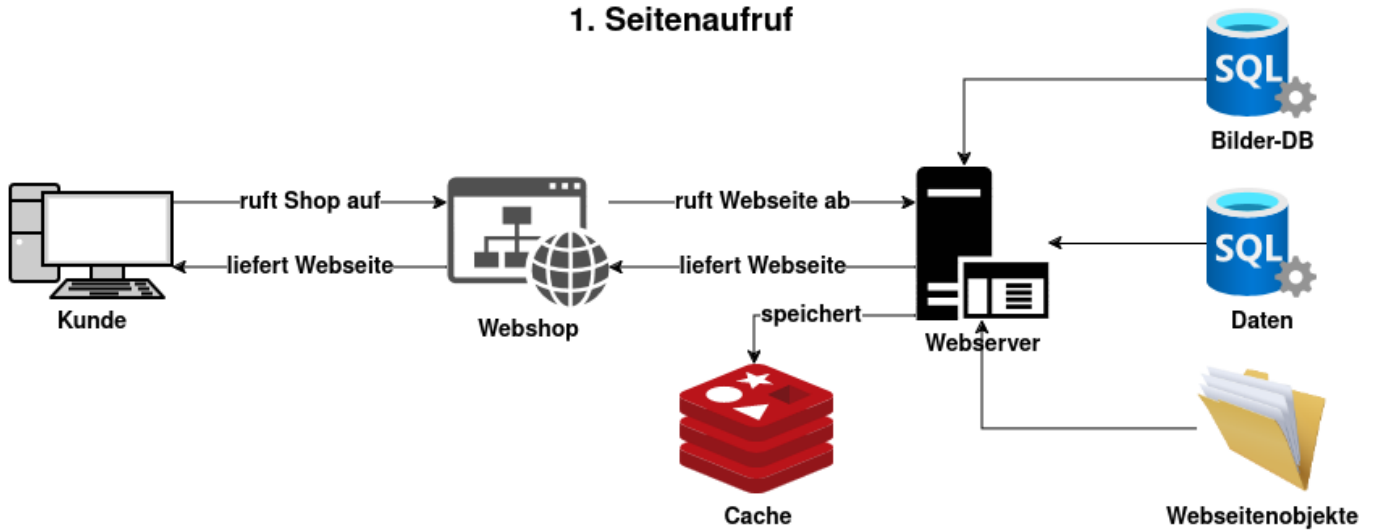 1. Seitenaufruf
SQL
Bilder-DB
ruft Shop auf
ruft Webseite ab
SQL
liefert Webseite
liefert Webseite
speichert
Kunde
Webshop
Webserver
Daten
Cache
Webseitenobjekte